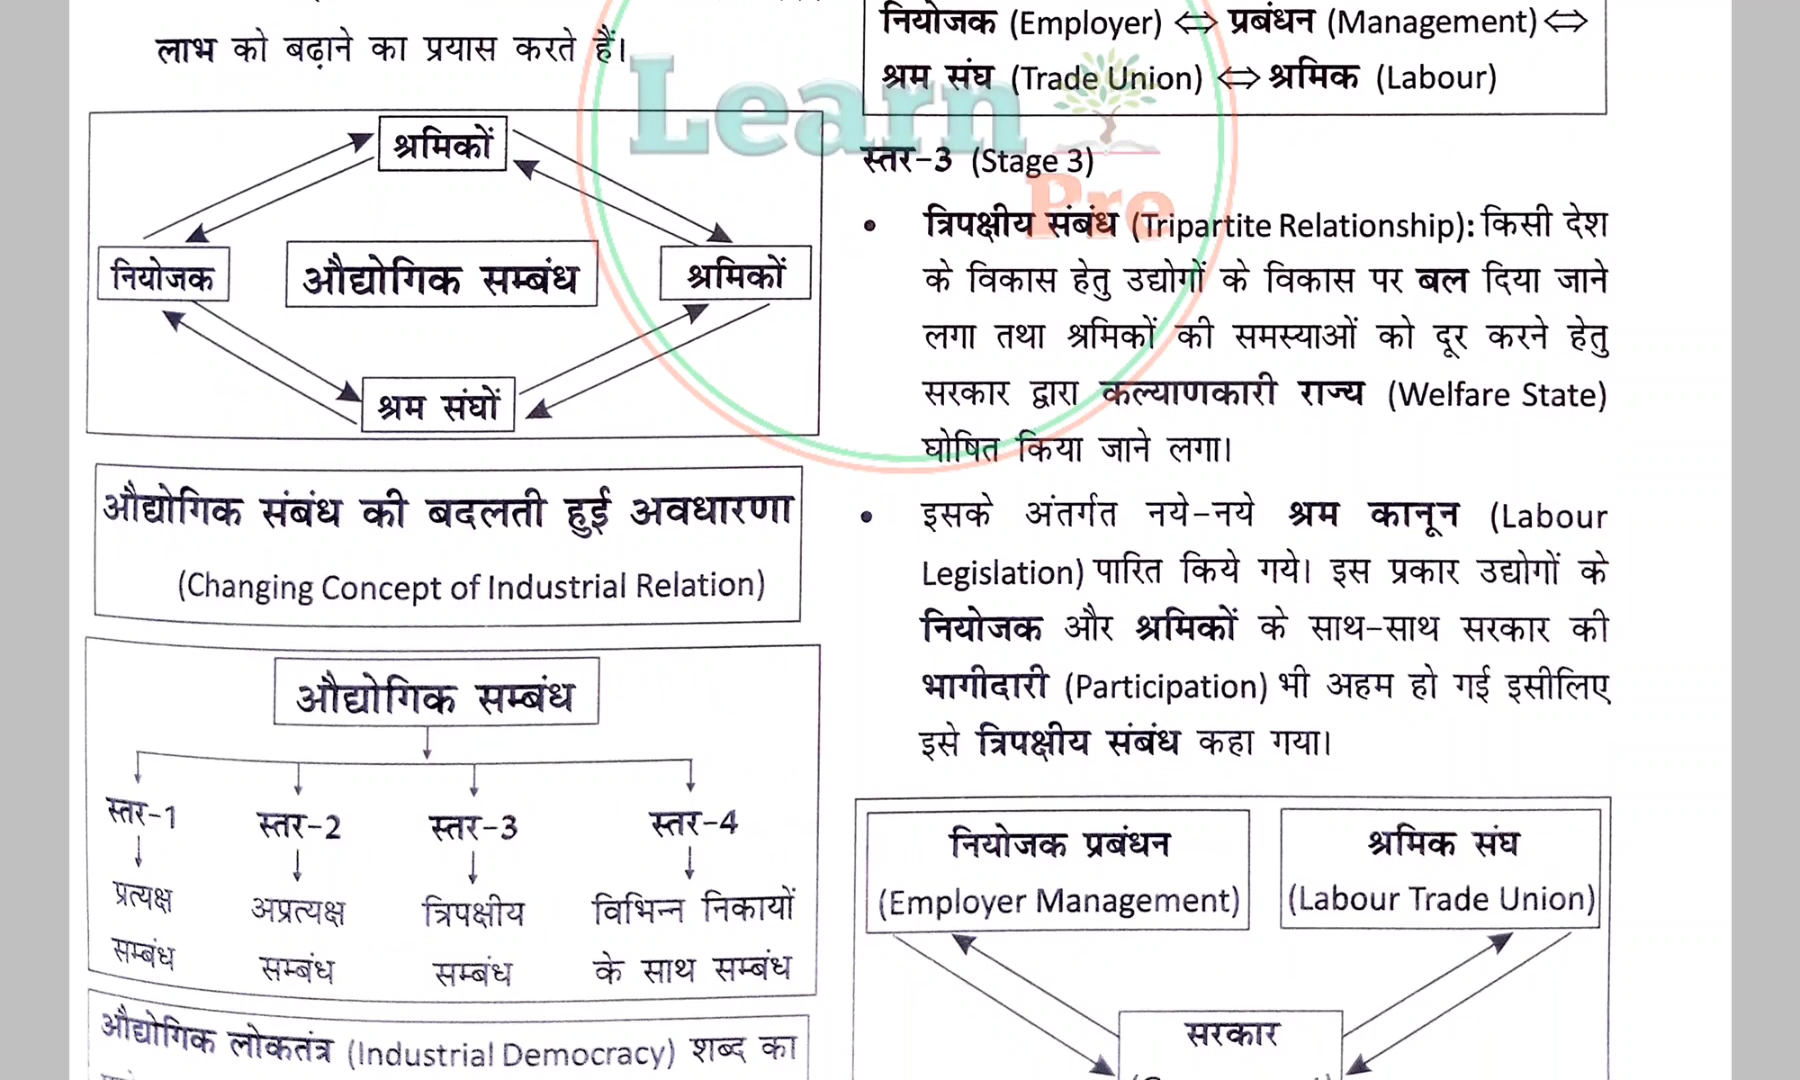 लाभ को बढ़ाने का प्रयास करते हैं।
श्रमिकों
नियोजक
औद्योगिक सम्बंध
श्रमिकों
श्रम संघों
औद्योगिक संबंध की बदलती हुई अवधारणा
(Changing Concept of Industrial Relation)
औद्योगिक सम्बंध
स्तर-1 स्तर-2 स्तर-3 स्तर-4
प्रत्यक्ष अप्रत्यक्ष त्रिपक्षीय विभिन्न निकायों
सम्बंध सम्बंध सम्बंध के साथ सम्बंध
औद्योगिक लोकतंत्र (Industrial Democracy) शब्द का
नियोजक (Employer) ⇔ प्रबंधन (Management) ⇔
श्रम संघ (Trade Union) ⇔ श्रमिक (Labour)
Learn
Pre
स्तर-3 (Stage 3)
• त्रिपक्षीय संबंध (Tripartite Relationship): किसी देश
के विकास हेतु उद्योगों के विकास पर बल दिया जाने
लगा तथा श्रमिकों की समस्याओं को दूर करने हेतु
सरकार द्वारा कल्याणकारी राज्य (Welfare State)
घोषित किया जाने लगा।
• इसके अंतर्गत नये-नये श्रम कानून (Labour
Legislation) पारित किये गये। इस प्रकार उद्योगों के
नियोजक और श्रमिकों के साथ-साथ सरकार की
भागीदारी (Participation) भी अहम हो गई इसीलिए
इसे त्रिपक्षीय संबंध कहा गया।
नियोजक प्रबंधन
(Employer Management)
श्रमिक संघ
(Labour Trade Union)
सरकार